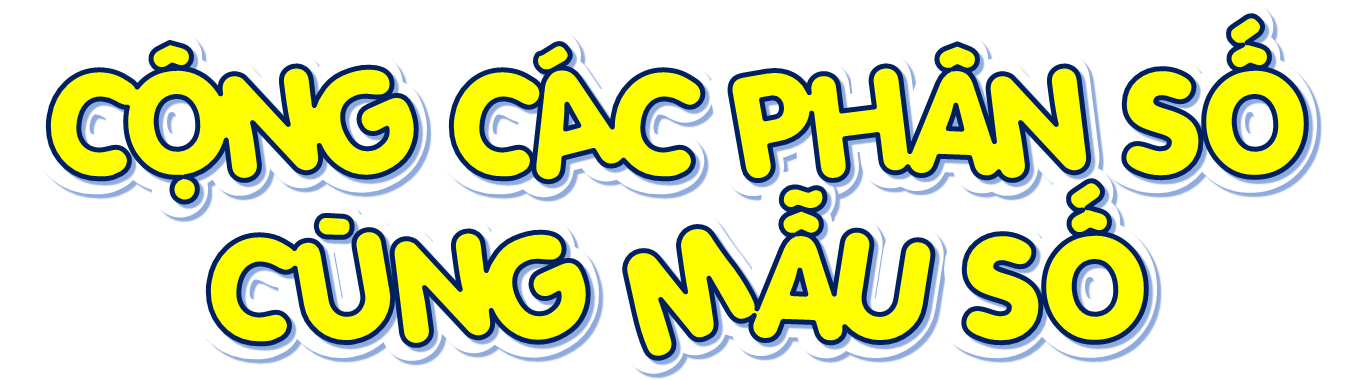 CỘNG CÁC PHÂN SỐ
CÙNG MẪU SỐ